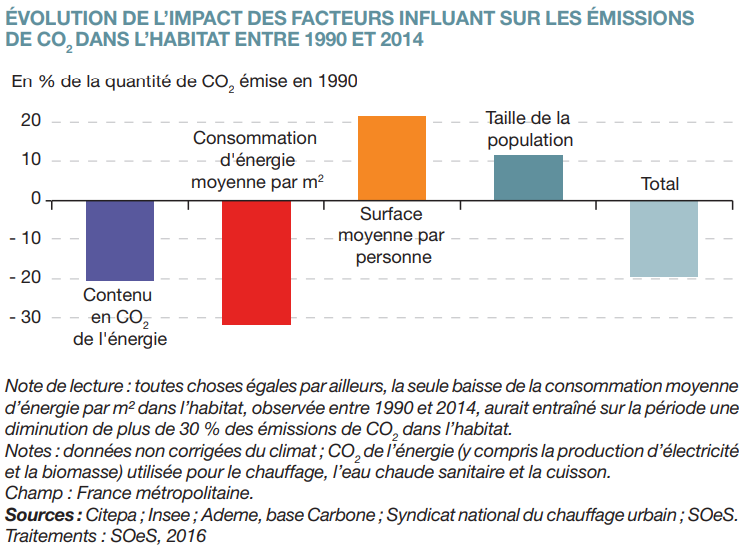 ÉVOLUTION DE L'IMPACT DES FACTEURS INFLUANT SUR LES ÉMISSIONS
DE CO₂ DANS L'HABITAT ENTRE 1990 ET 2014
En % de la quantité de CO₂ émise en 1990
20
10
0
- 10
- 20
- 30
Contenu
en CO₂
de l'énergie
Consommation
d'énergie
moyenne par m²
Surface
moyenne par
personne
Taille de la
population
Total
Note de lecture : toutes choses égales par ailleurs, la seule baisse de la consommation moyenne
d'énergie par m² dans l'habitat, observée entre 1990 et 2014, aurait entraîné sur la période une
diminution de plus de 30 % des émissions de CO₂ dans l'habitat.
Notes : données non corrigées du climat ; CO₂ de l'énergie (y compris la production d'électricité
et la biomasse) utilisée pour le chauffage, l'eau chaude sanitaire et la cuisson.
Champ : France métropolitaine.
Sources : Citepa ; Insee ; Ademe, base Carbone ; Syndicat national du chauffage urbain ; SOeS.
Traitements : SOeS, 2016